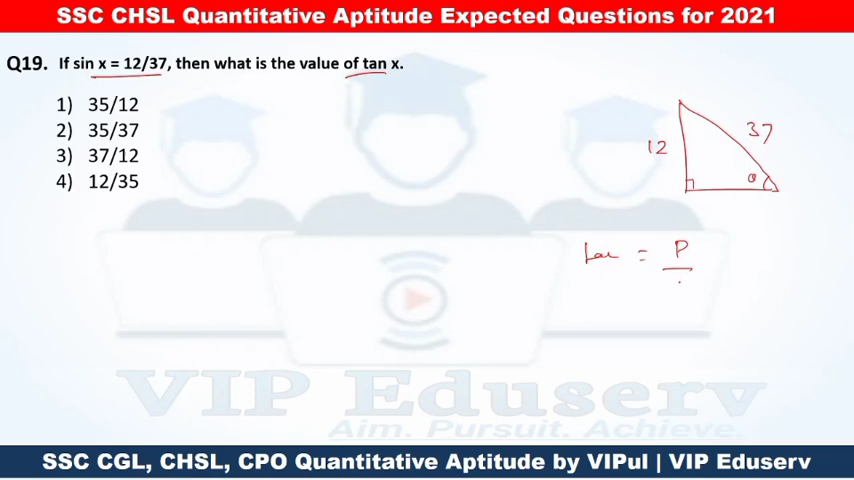 SSC CHSL Quantitative Aptitude Expected Questions for 2021
Q19. If sin x = 12/37, then what is the value of tan x.
1) 35/12
2) 35/37
3) 37/12
4) 12/35
12
37
θ
tan = P
VIP Eduserv
Aim. Pursuit. Achieve.
SSC CGL, CHSL, CPO Quantitative Aptitude by VIPul | VIP Eduserv